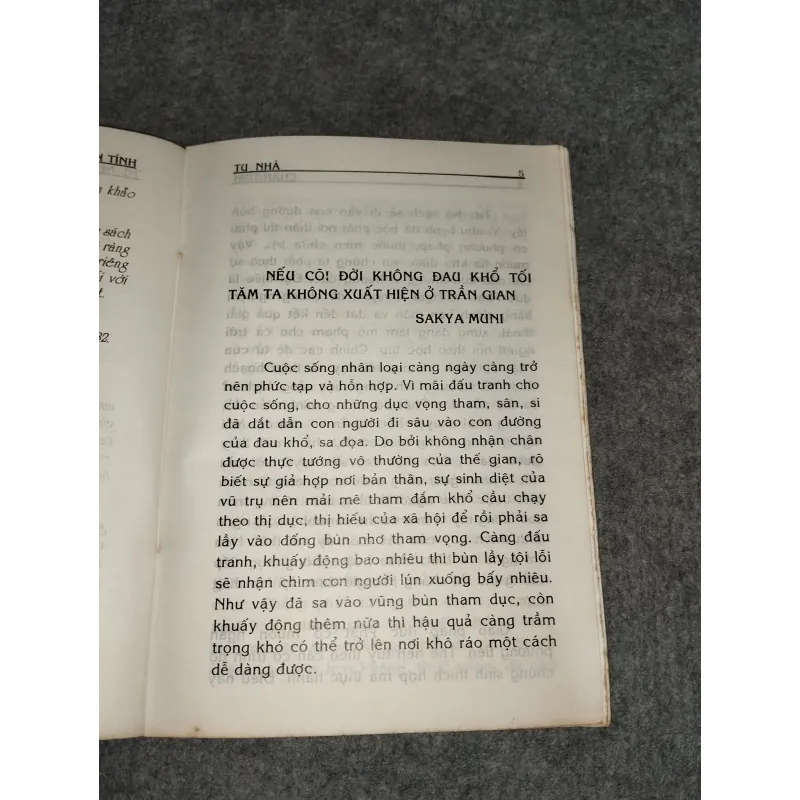 TÍNH
khảo
sách
ràng
riêng
với
TU NHÀ 5
NẾU CÕI ĐỜI KHÔNG ĐAU KHỔ TỐI
TĂM TA KHÔNG XUẤT HIỆN Ở TRẦN GIAN
SAKYA MUNI
Cuộc sống nhân loại càng ngày càng trở
nên phức tạp và hỗn hợp. Vì mãi đấu tranh cho
cuộc sống, cho những dục vọng tham, sân, si
đã dắt dẫn con người đi sâu vào con đường
của đau khổ, sa đọa. Do bởi không nhận chân
được thực tướng vô thường của thế gian, rõ
biết sự giả hợp nơi bản thân, sự sinh diệt của
vũ trụ nên mải mê tham đắm khổ cầu chạy
theo thị dục, thị hiếu của xã hội để rồi phải sa
lầy vào đống bùn nhơ tham vọng. Càng đấu
tranh, khuấy động bao nhiêu thì bùn lầy tội lỗi
sẽ nhận chìm con người lún xuống bấy nhiêu.
Như vậy đã sa vào vũng bùn tham dục, còn
khuấy động thêm nữa thì hậu quả càng trầm
trọng khó có thể trở lên nơi khô ráo một cách
dễ dàng được.